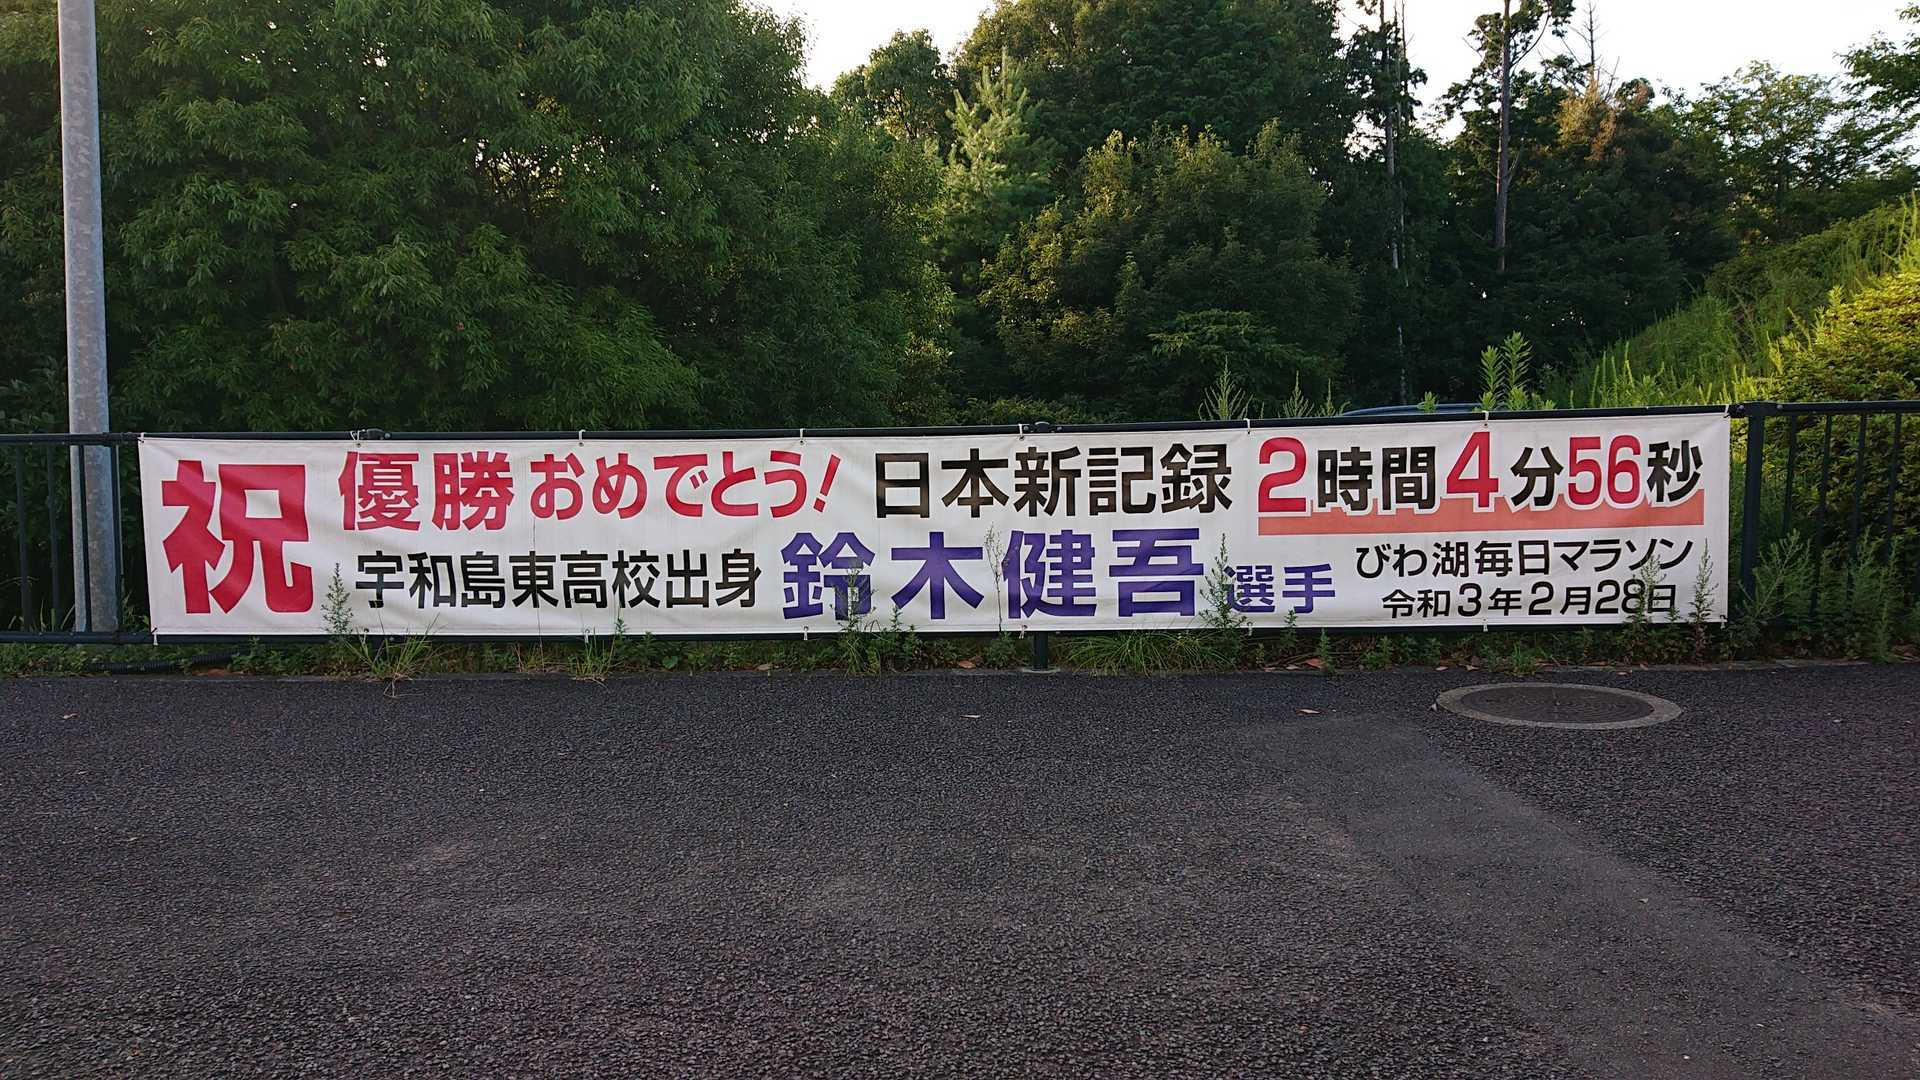 祝
優勝おめでとう! 日本新記録 2時間4分56秒
宇和島東高校出身 鈴木健吾選手
びわ湖毎日マラソン
令和3年2月28日